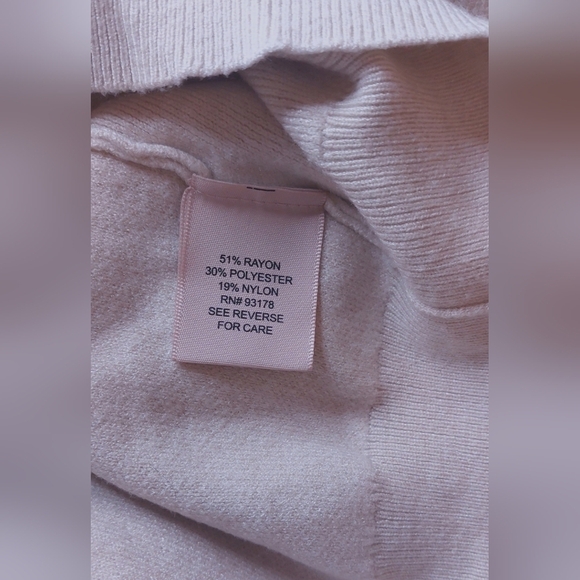 51% RAYON
30% POLYESTER
19% NYLON
RN# 93178
SEE REVERSE
FOR CARE